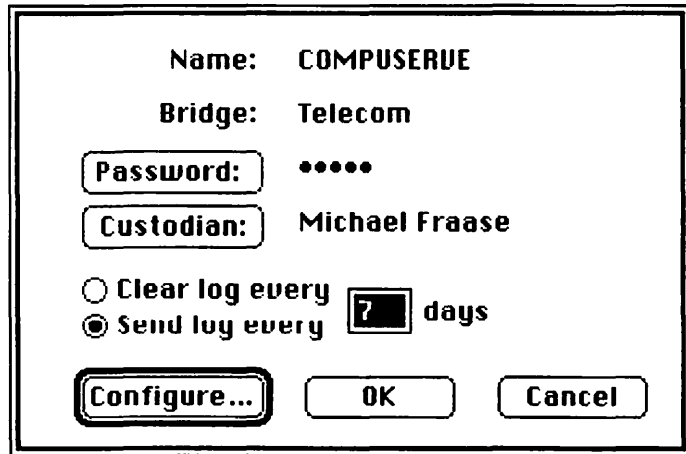 Name: COMPUSERVE
Bridge: Telecom
Password: •••••
Custodian: Michael Fraase
Clear log every
Send log every 7 days
Configure... OK Cancel